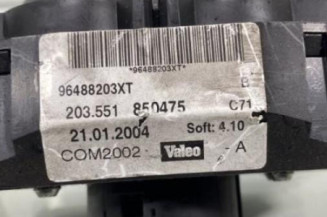 *96488203XT*
96488203XT B
203.551 850475 C71
21.01.2004 Soft: 4.10
COM2002 Valeo -A